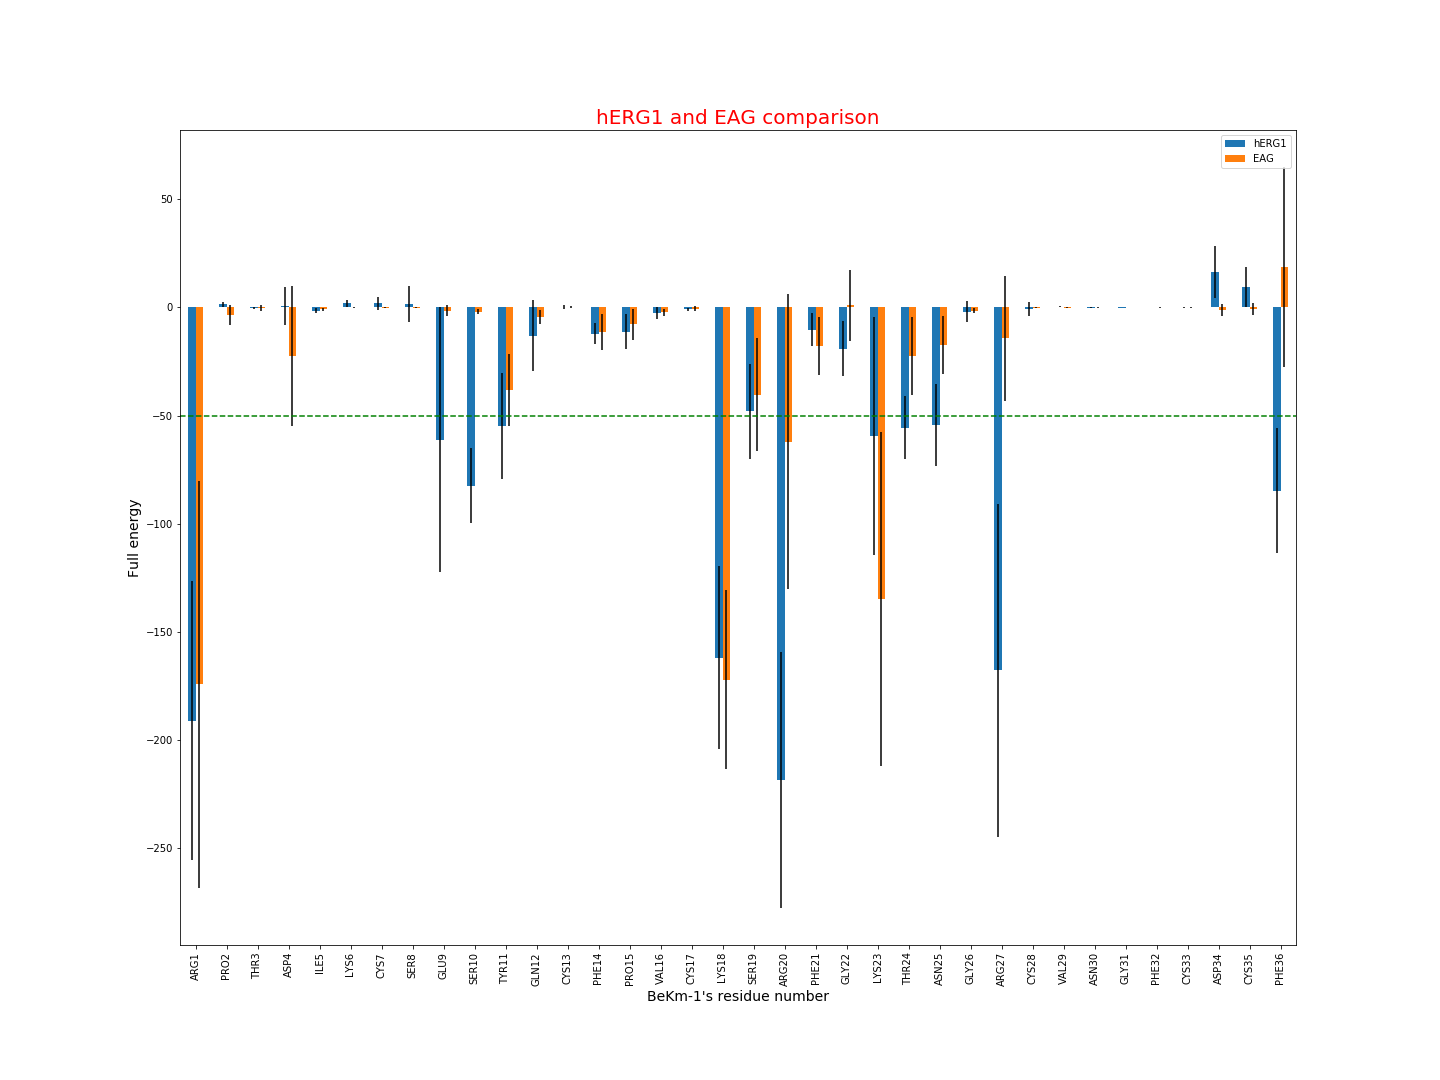 hERG1 and EAG comparison
hERG1
EAG
50
0
−50
−100
−150
−200
−250
Full energy
ARG1
PRO2
THR3
ASP4
ILE5
LYS6
CYS7
SER8
GLU9
SER10
TYR11
GLN12
CYS13
PHE14
PRO15
VAL16
CYS17
LYS18
SER19
ARG20
PHE21
GLY22
LYS23
THR24
ASN25
GLY26
ARG27
CYS28
VAL29
ASN30
GLY31
PHE32
CYS33
ASP34
CYS35
PHE36
BeKm-1's residue number